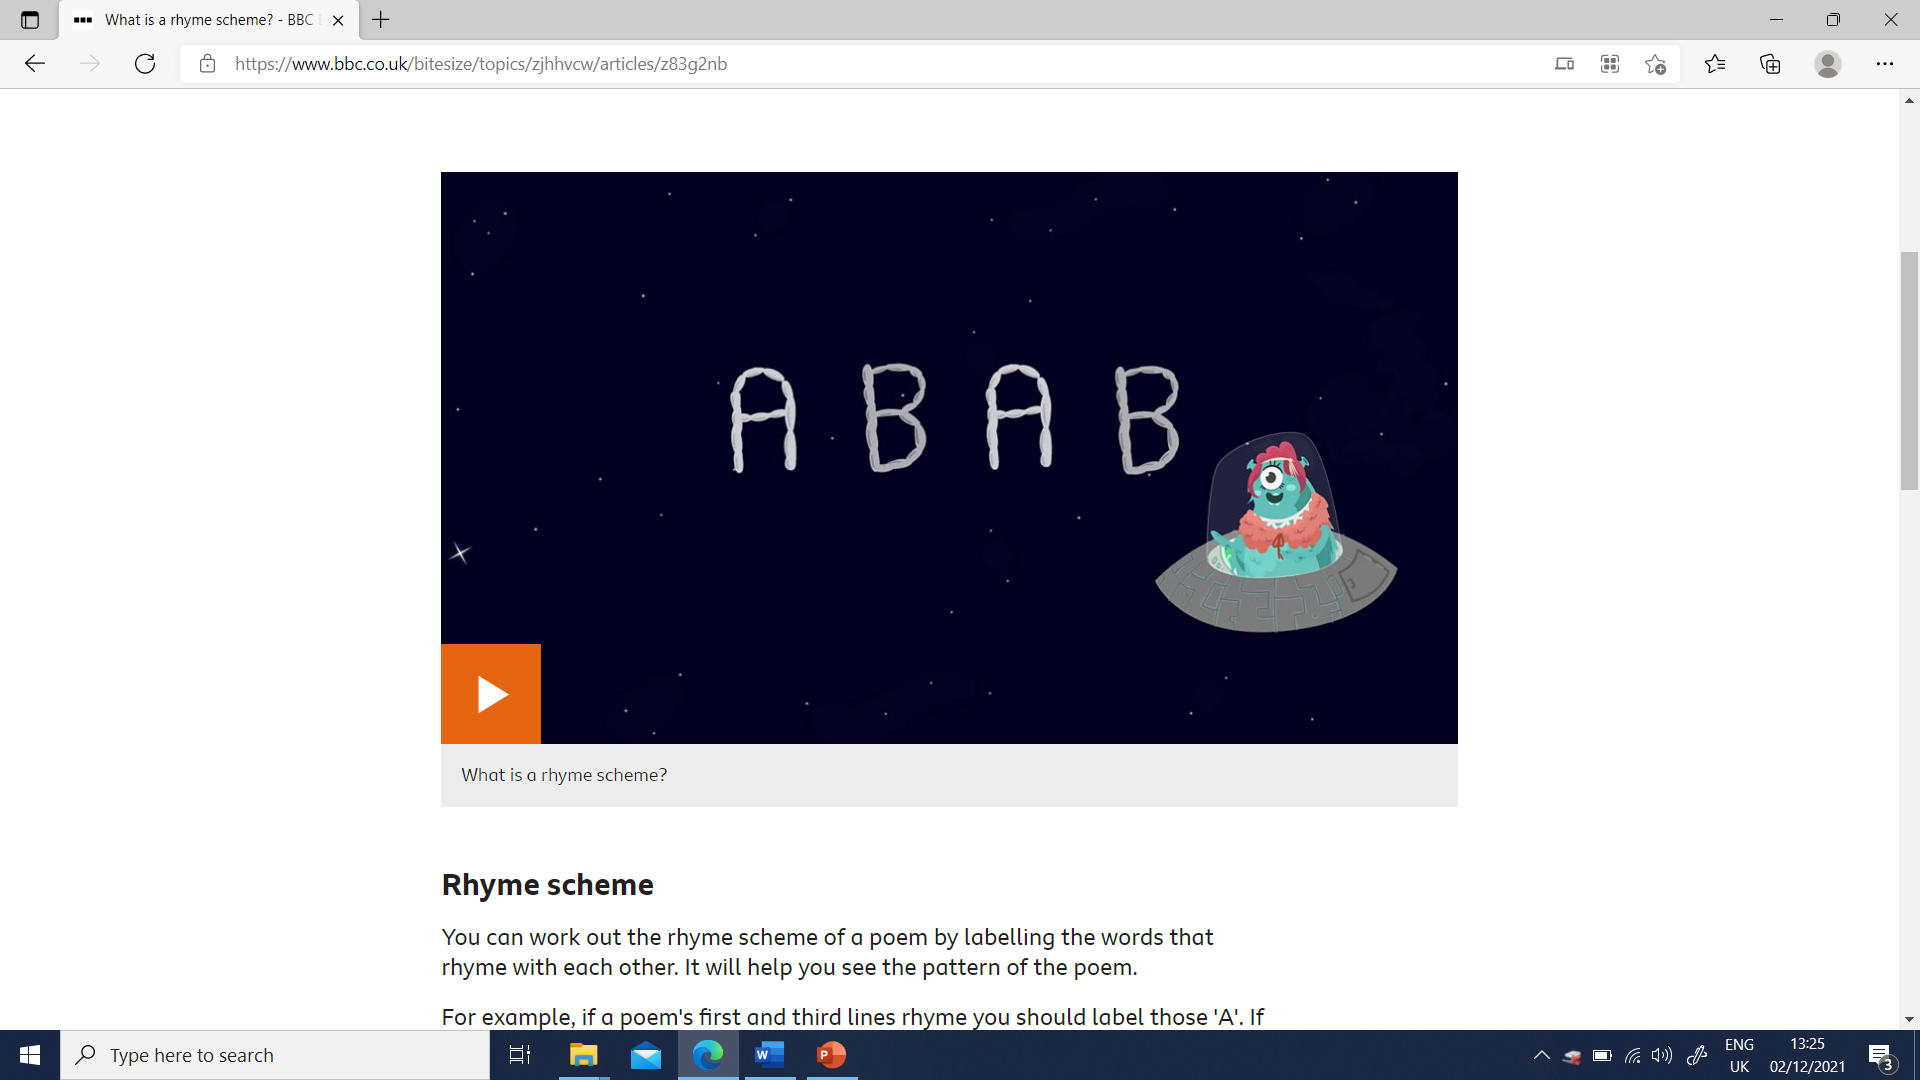 What is a rhyme scheme? - BBC
https://www.bbc.co.uk/bitesize/topics/zjhhvcw/articles/z83g2nb
A B A B
What is a rhyme scheme?
Rhyme scheme
You can work out the rhyme scheme of a poem by labelling the words that
rhyme with each other. It will help you see the pattern of the poem.
For example, if a poem's first and third lines rhyme you should label those 'A'. If
Type here to search
W
P
ENG
UK
13:25
02/12/2021
3